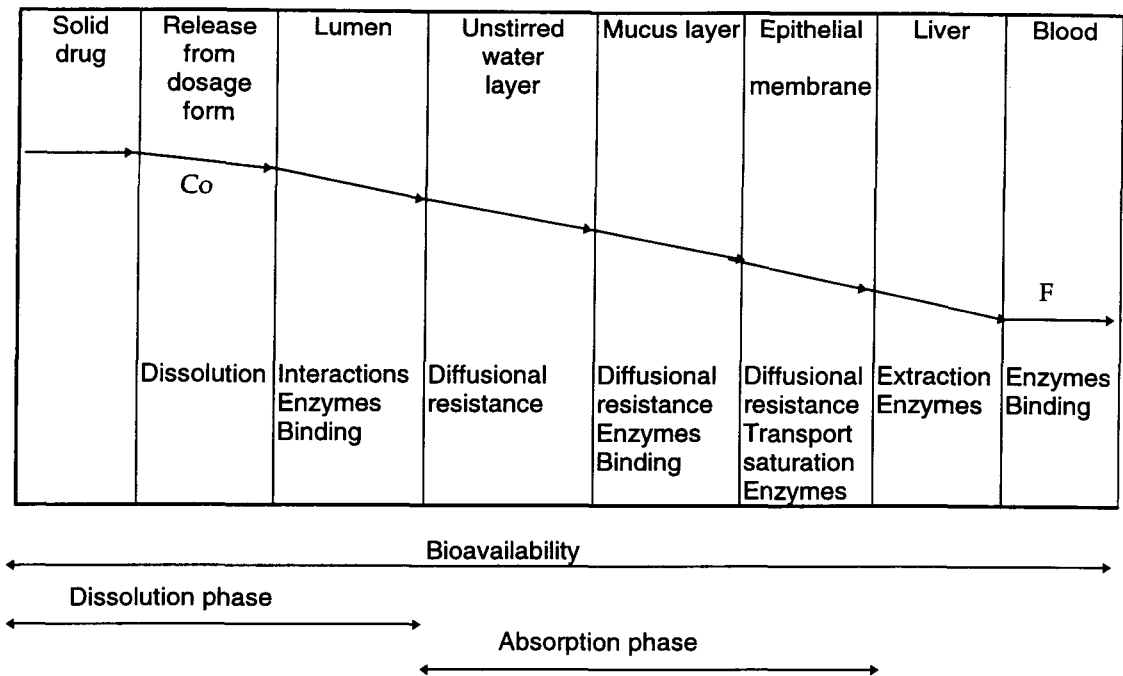 Solid
drug
Release
from
dosage
form
Lumen
Unstirred
water
layer
Mucus layer
Epithelial
membrane
Liver
Blood
Co
F
Dissolution
Interactions
Enzymes
Binding
Diffusional
resistance
Diffusional
resistance
Enzymes
Binding
Diffusional
resistance
Transport
saturation
Enzymes
Extraction
Enzymes
Enzymes
Binding
Bioavailability
Dissolution phase
Absorption phase